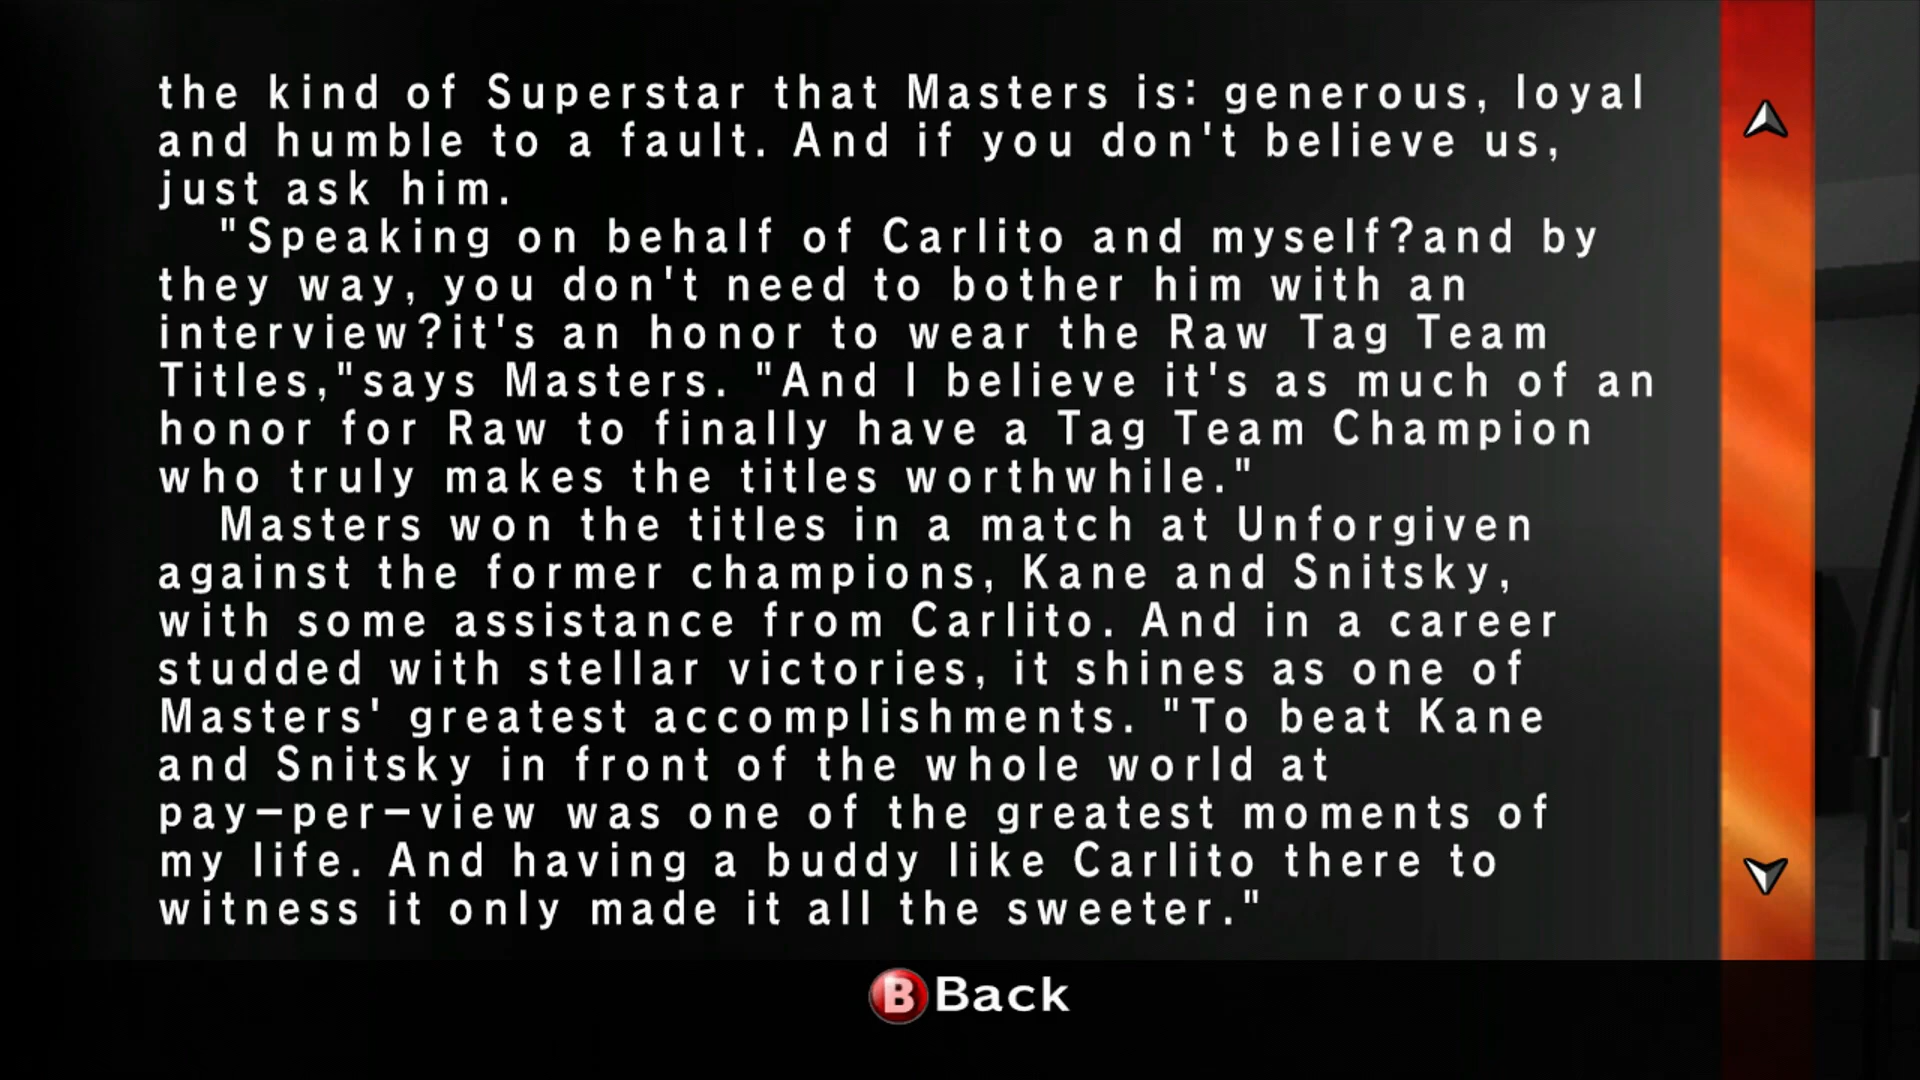 the kind of Superstar that Masters is: generous, loyal
and humble to a fault. And if you don't believe us,
just ask him.
"Speaking on behalf of Carlito and myself?and by
they way, you don't need to bother him with an
interview?it's an honor to wear the Raw Tag Team
Titles,"says Masters. "And I believe it's as much of an
honor for Raw to finally have a Tag Team Champion
who truly makes the titles worthwhile."
Masters won the titles in a match at Unforgiven
against the former champions, Kane and Snitsky,
with some assistance from Carlito. And in a career
studded with stellar victories, it shines as one of
Masters' greatest accomplishments. "To beat Kane
and Snitsky in front of the whole world at
pay-per-view was one of the greatest moments of
my life. And having a buddy like Carlito there to
witness it only made it all the sweeter."
B Back